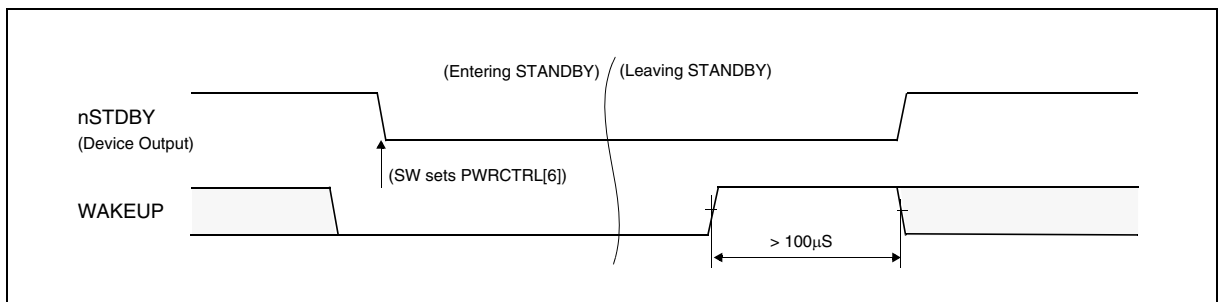 (Entering STANDBY)
(Leaving STANDBY)
nSTDBY
(Device Output)
(SW sets PWRCTRL[6])
WAKEUP
> 100μS